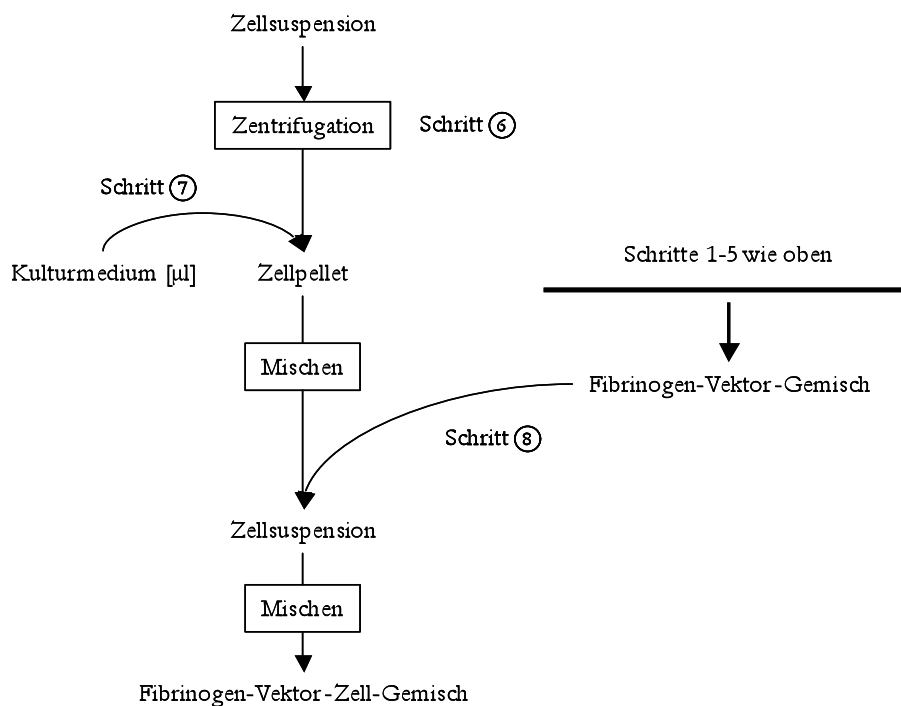 Zellsuspension
Zentrifugation
Schritt 6
Schritt 7
Kulturmedium [µl]
Zellpellet
Schritte 1-5 wie oben
Mischen
Fibrinogen-Vektor-Gemisch
Schritt 8
Zellsuspension
Mischen
Fibrinogen-Vektor-Zell-Gemisch